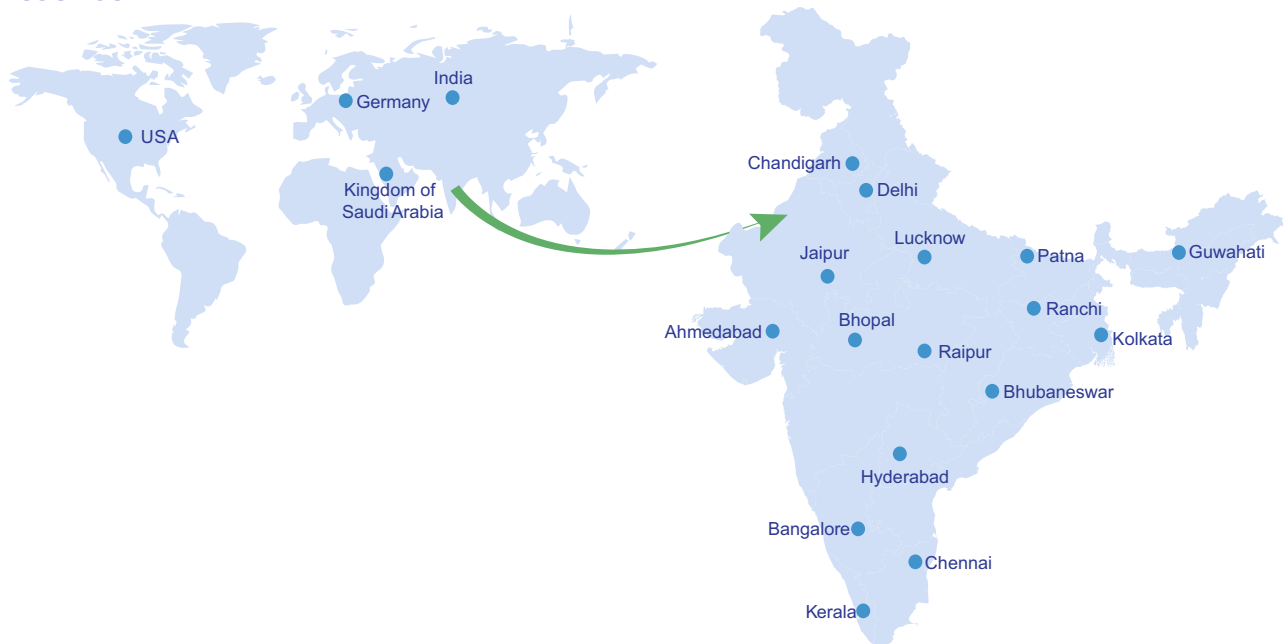 India
Germany
USA
Kingdom of
Saudi Arabia
Chandigarh
Delhi
Lucknow
Jaipur
Patna
Guwahati
Ranchi
Ahmedabad
Bhopal
Kolkata
Raipur
Bhubaneswar
Hyderabad
Bangalore
Chennai
Kerala